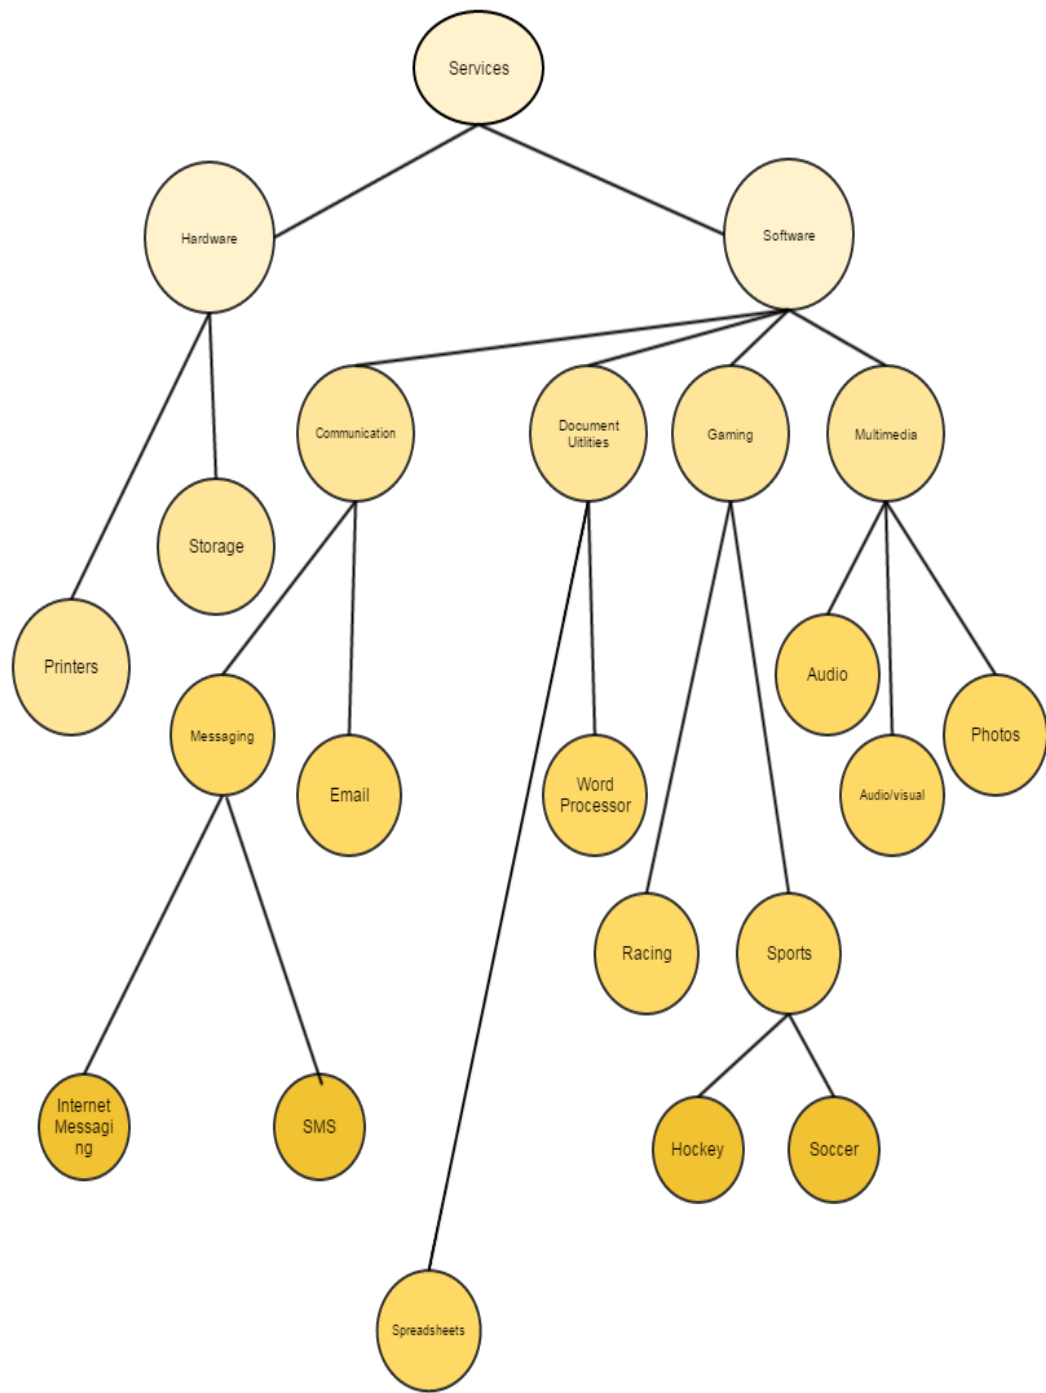 Services
Hardware
Software
Communication
Document
Uitlities
Gaming
Multimedia
Storage
Printers
Audio
Messaging
Photos
Email
Word
Processor
Audio/visual
Racing
Sports
Internet
Messagi
ng
SMS
Hockey
Soccer
Spreadsheets